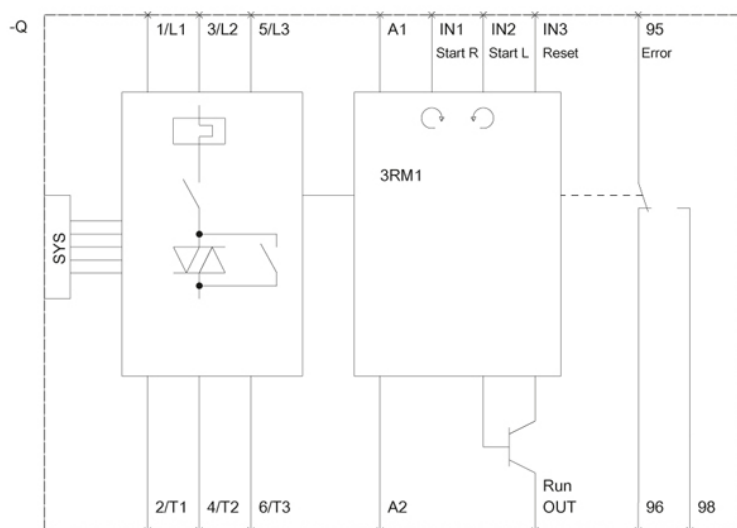 -Q
1/L1 3/L2 5/L3 A1 IN1 IN2 IN3 95
Start R Start L Reset Error
3RM1
SYS
Run
2/T1 4/T2 6/T3 A2 OUT 96 98